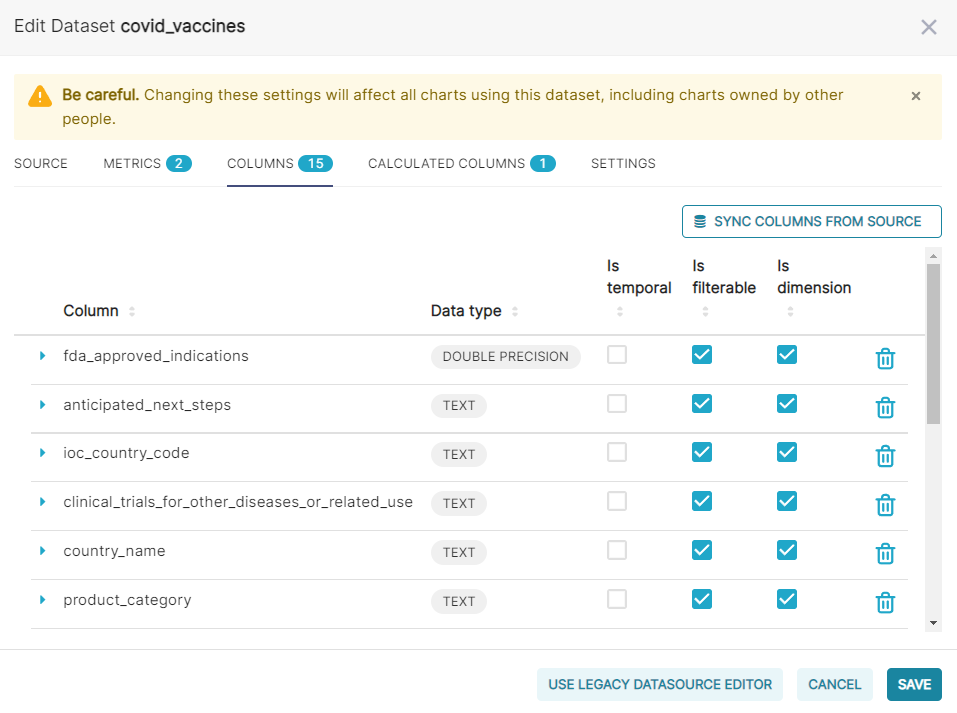 Edit Dataset covid_vaccines
Be careful. Changing these settings will affect all charts using this dataset, including charts owned by other
people.
SOURCE METRICS 2 COLUMNS 15 CALCULATED COLUMNS 1 SETTINGS
SYNC COLUMNS FROM SOURCE
Column Data type Is temporal Is filterable Is dimension
fda_approved_indications DOUBLE PRECISION
anticipated_next_steps TEXT
ioc_country_code TEXT
clinical_trials_for_other_diseases_or_related_use TEXT
country_name TEXT
product_category TEXT
USE LEGACY DATASOURCE EDITOR CANCEL SAVE